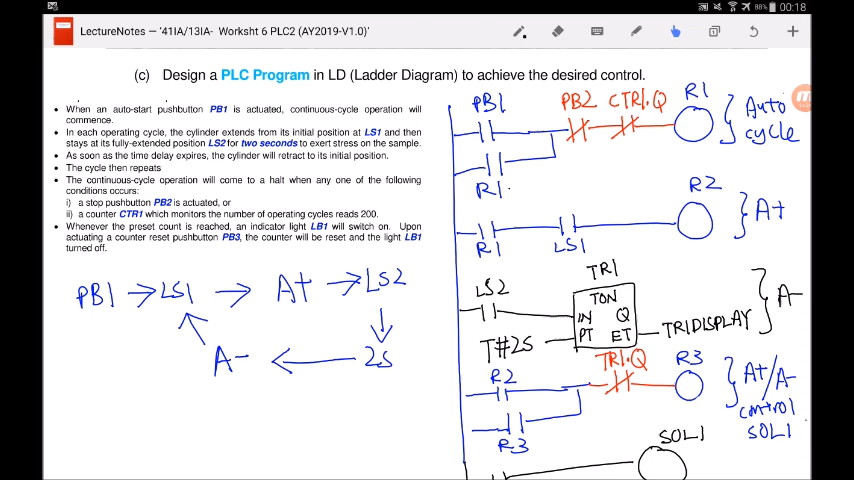 00:18
88%
LectureNotes — '41IA/13IA- Worksht 6 PLC2 (AY2019-V1.0)'
(c) Design a PLC Program in LD (Ladder Diagram) to achieve the desired control.
• When an auto-start pushbutton PB1 is actuated, continuous-cycle operation will
commence.
• In each operating cycle, the cylinder extends from its initial position at LS1 and then
stays at its fully-extended position LS2 for two seconds to exert stress on the sample.
• As soon as the time delay expires, the cylinder will retract to its initial position.
• The cycle then repeats
• The continuous-cycle operation will come to a halt when any one of the following
conditions occurs:
i) a stop pushbutton PB2 is actuated, or
ii) a counter CTR1 which monitors the number of operating cycles reads 200.
• Whenever the preset count is reached, an indicator light LB1 will switch on. Upon
actuating a counter reset pushbutton PB3, the counter will be reset and the light LB1
turned off.
PB1 → LS1 → A+ → LS2
A- ← 2S
PB1 PB2 CTR1.Q R1
Auto
cycle
R1
R2
A+
R1 LS1
TR1
LS2
TON
IN Q
PT ET
T#2S
TR1DISPLAY
A-
TR1.Q
R2 R3
A+/A-
control
SOL1
R3
SOL1